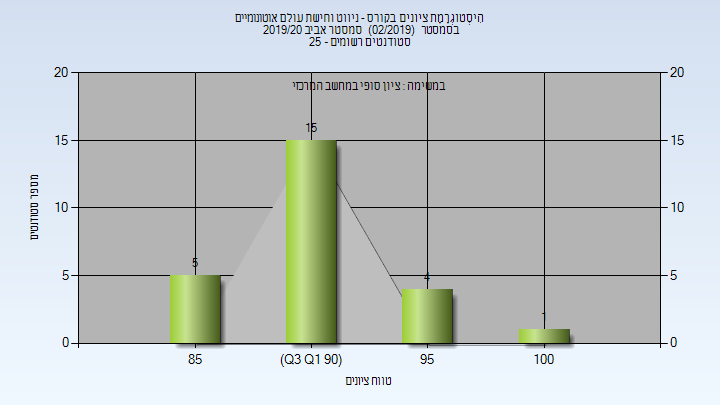 היסטוגרמת ציונים בקורס - ניווט וחישת עולם אוטונומיים
בסמסטר (02/2019) סמסטר אביב 2019/20
סטודנטים רשומים - 25
במשימה : ציון סופי במחשב המרכזי
20 20
15
15 15
10 10
מספר סטודנטים
5
5 5
4
1
0 0
85 (Q3 Q1 90) 95 100
טווח ציונים